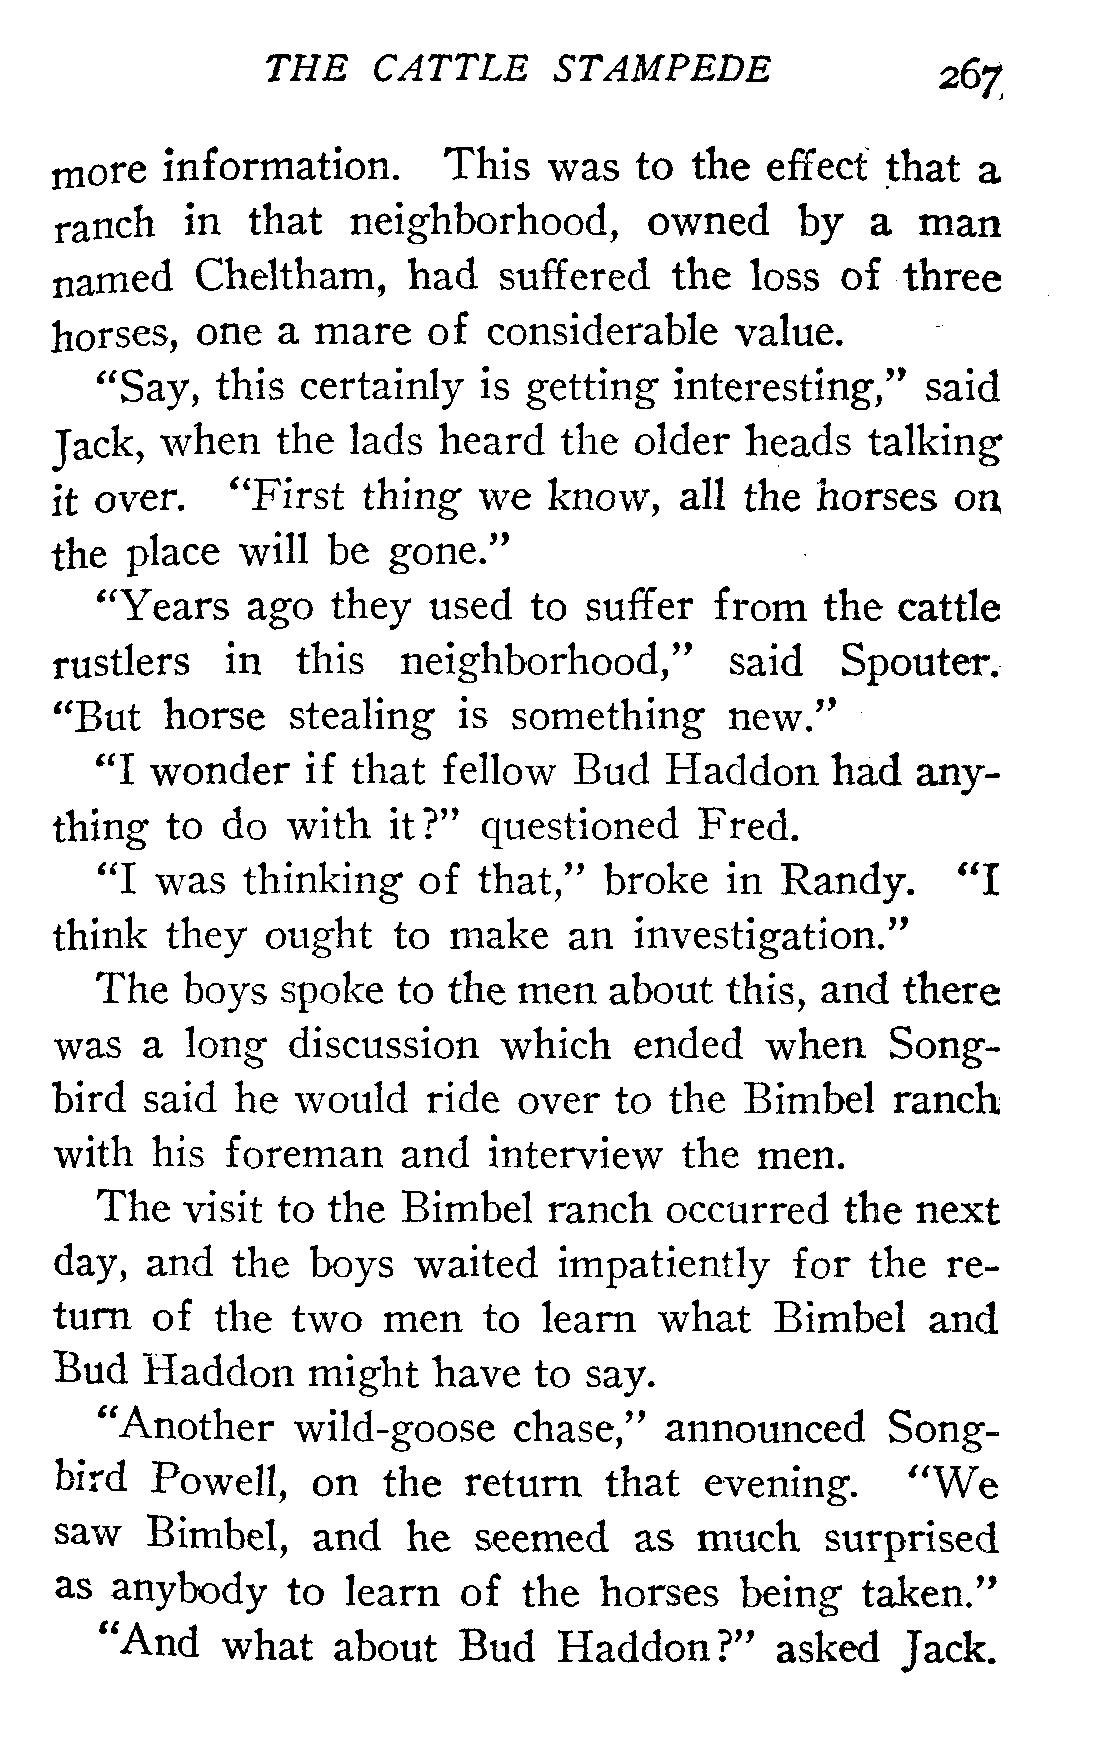 THE CATTLE STAMPEDE 267
more information. This was to the effect that a
ranch in that neighborhood, owned by a man
named Cheltham, had suffered the loss of three
horses, one a mare of considerable value.
“Say, this certainly is getting interesting,” said
Jack, when the lads heard the older heads talking
it over. “First thing we know, all the horses on
the place will be gone.”
“Years ago they used to suffer from the cattle
rustlers in this neighborhood,” said Spouter.
“But horse stealing is something new.”
“I wonder if that fellow Bud Haddon had any-
thing to do with it?” questioned Fred.
“I was thinking of that,” broke in Randy. “I
think they ought to make an investigation.”
The boys spoke to the men about this, and there
was a long discussion which ended when Song-
bird said he would ride over to the Bimbel ranch
with his foreman and interview the men.
The visit to the Bimbel ranch occurred the next
day, and the boys waited impatiently for the re-
turn of the two men to learn what Bimbel and
Bud Haddon might have to say.
“Another wild-goose chase,” announced Song-
bird Powell, on the return that evening. “We
saw Bimbel, and he seemed as much surprised
as anybody to learn of the horses being taken.”
“And what about Bud Haddon?” asked Jack.